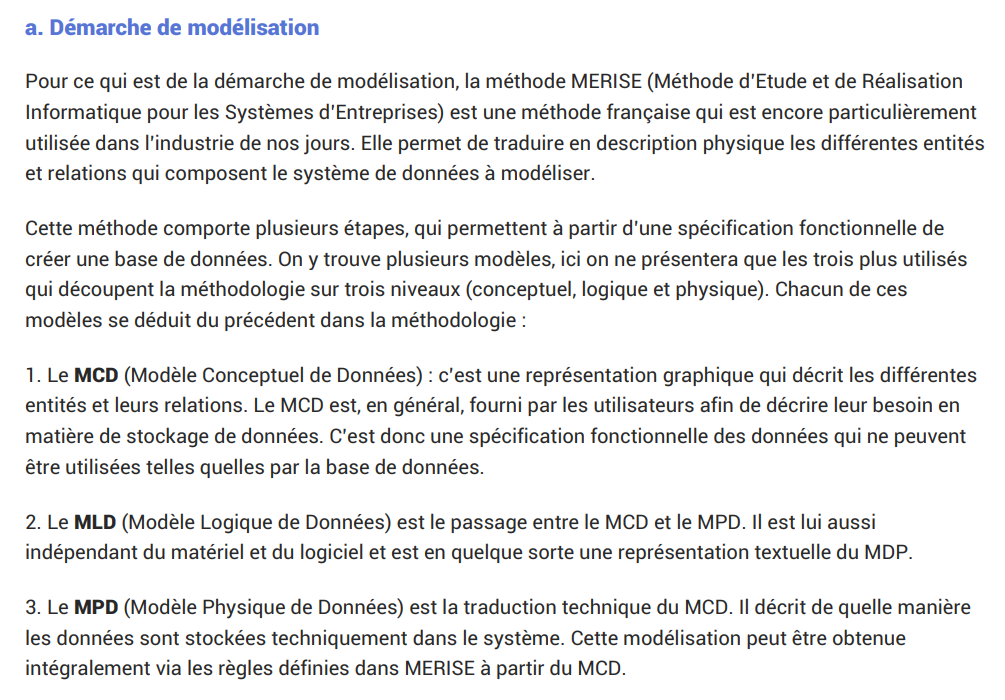 a. Démarche de modélisation
Pour ce qui est de la démarche de modélisation, la méthode MERISE (Méthode d'Etude et de Réalisation
Informatique pour les Systèmes d'Entreprises) est une méthode française qui est encore particulièrement
utilisée dans l'industrie de nos jours. Elle permet de traduire en description physique les différentes entités
et relations qui composent le système de données à modéliser.
Cette méthode comporte plusieurs étapes, qui permettent à partir d'une spécification fonctionnelle de
créer une base de données. On y trouve plusieurs modèles, ici on ne présentera que les trois plus utilisés
qui découpent la méthodologie sur trois niveaux (conceptuel, logique et physique). Chacun de ces
modèles se déduit du précédent dans la méthodologie :
1. Le MCD (Modèle Conceptuel de Données) : c'est une représentation graphique qui décrit les différentes
entités et leurs relations. Le MCD est, en général, fourni par les utilisateurs afin de décrire leur besoin en
matière de stockage de données. C'est donc une spécification fonctionnelle des données qui ne peuvent
être utilisées telles quelles par la base de données.
2. Le MLD (Modèle Logique de Données) est le passage entre le MCD et le MPD. Il est lui aussi
indépendant du matériel et du logiciel et est en quelque sorte une représentation textuelle du MDP.
3. Le MPD (Modèle Physique de Données) est la traduction technique du MCD. Il décrit de quelle manière
les données sont stockées techniquement dans le système. Cette modélisation peut être obtenue
intégralement via les règles définies dans MERISE à partir du MCD.